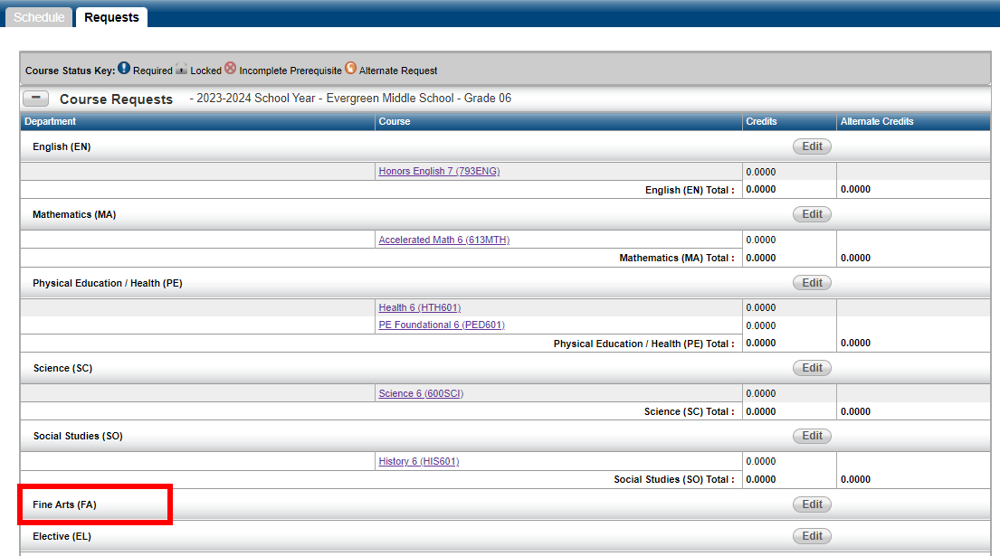 Schedule Requests
Course Status Key: Required Locked Incomplete Prerequisite Alternate Request
Course Requests - 2023-2024 School Year - Evergreen Middle School - Grade 06
Department Course Credits Alternate Credits
English (EN) Edit
Honors English 7 (793ENG) 0.0000
English (EN) Total : 0.0000 0.0000
Mathematics (MA) Edit
Accelerated Math 6 (613MTH) 0.0000
Mathematics (MA) Total : 0.0000 0.0000
Physical Education / Health (PE) Edit
Health 6 (HTH601) 0.0000
PE Foundational 6 (PED601) 0.0000
Physical Education / Health (PE) Total : 0.0000 0.0000
Science (SC) Edit
Science 6 (600SCI) 0.0000
Science (SC) Total : 0.0000 0.0000
Social Studies (SO) Edit
History 6 (HIS601) 0.0000
Social Studies (SO) Total : 0.0000 0.0000
Fine Arts (FA) Edit
Elective (EL) Edit